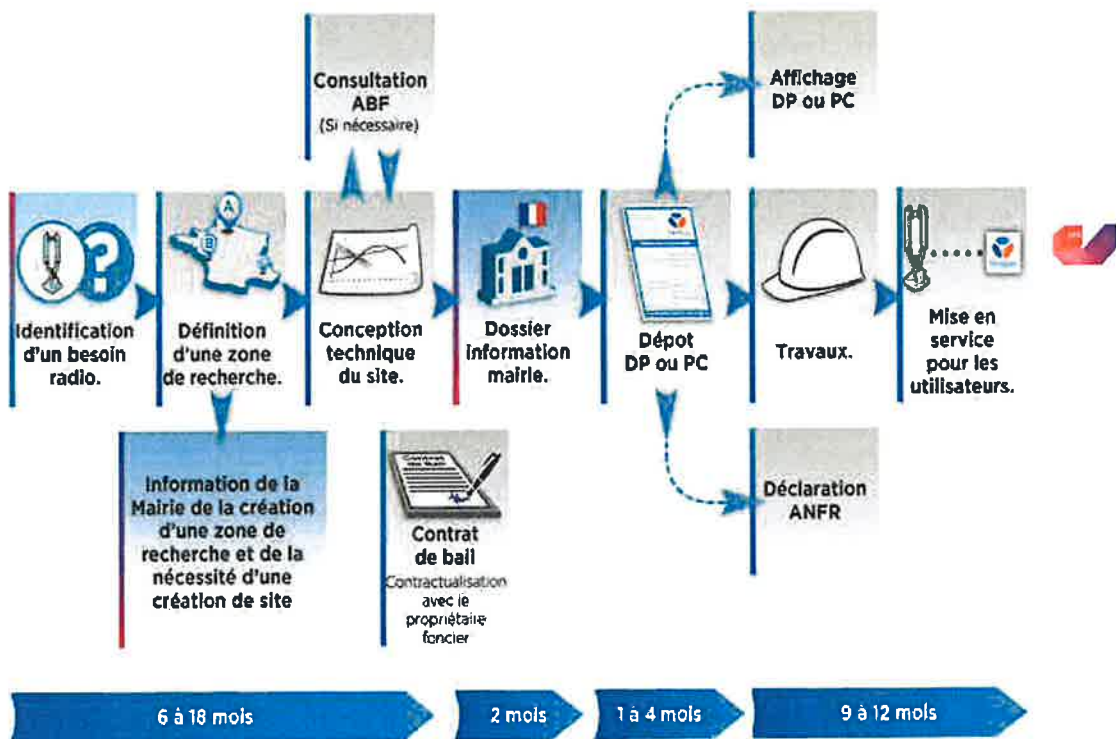 Consultation
ABF
(Si nécessaire)
Affichage
DP ou PC
A
B
Identification
d'un besoin
radio.
Définition
d'une zone
de recherche.
Conception
technique
du site.
Dossier
information
mairie.
Dépot
DP ou PC
Travaux.
Mise en
service
pour les
utilisateurs.
Information de la
Mairie de la création
d'une zone de
recherche et de la
nécessité d'une
création de site
Contrat de Bail
Contrat
de bail
Contractualisation
avec le
propriétaire
foncier
Déclaration
ANFR
6 à 18 mois
2 mois
1 à 4 mois
9 à 12 mois